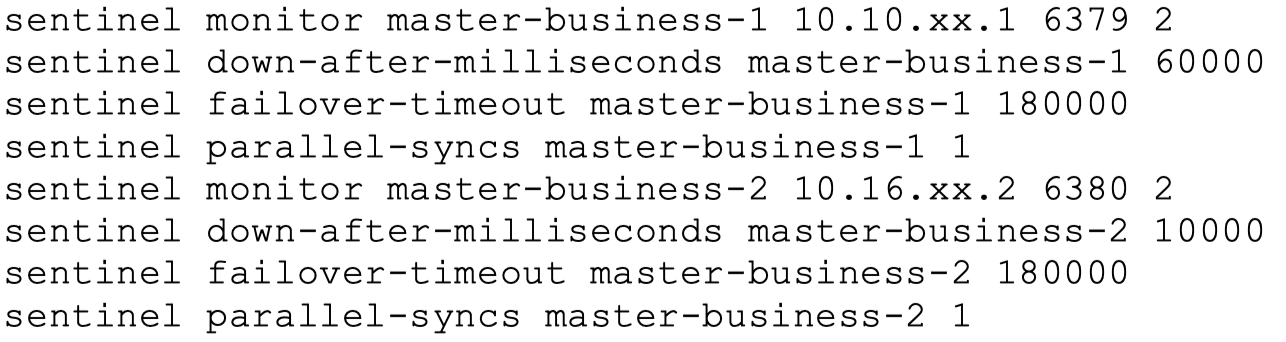 sentinel monitor master-business-1 10.10.xx.1 6379 2
sentinel down-after-milliseconds master-business-1 60000
sentinel failover-timeout master-business-1 180000
sentinel parallel-syncs master-business-1 1
sentinel monitor master-business-2 10.16.xx.2 6380 2
sentinel down-after-milliseconds master-business-2 10000
sentinel failover-timeout master-business-2 180000
sentinel parallel-syncs master-business-2 1